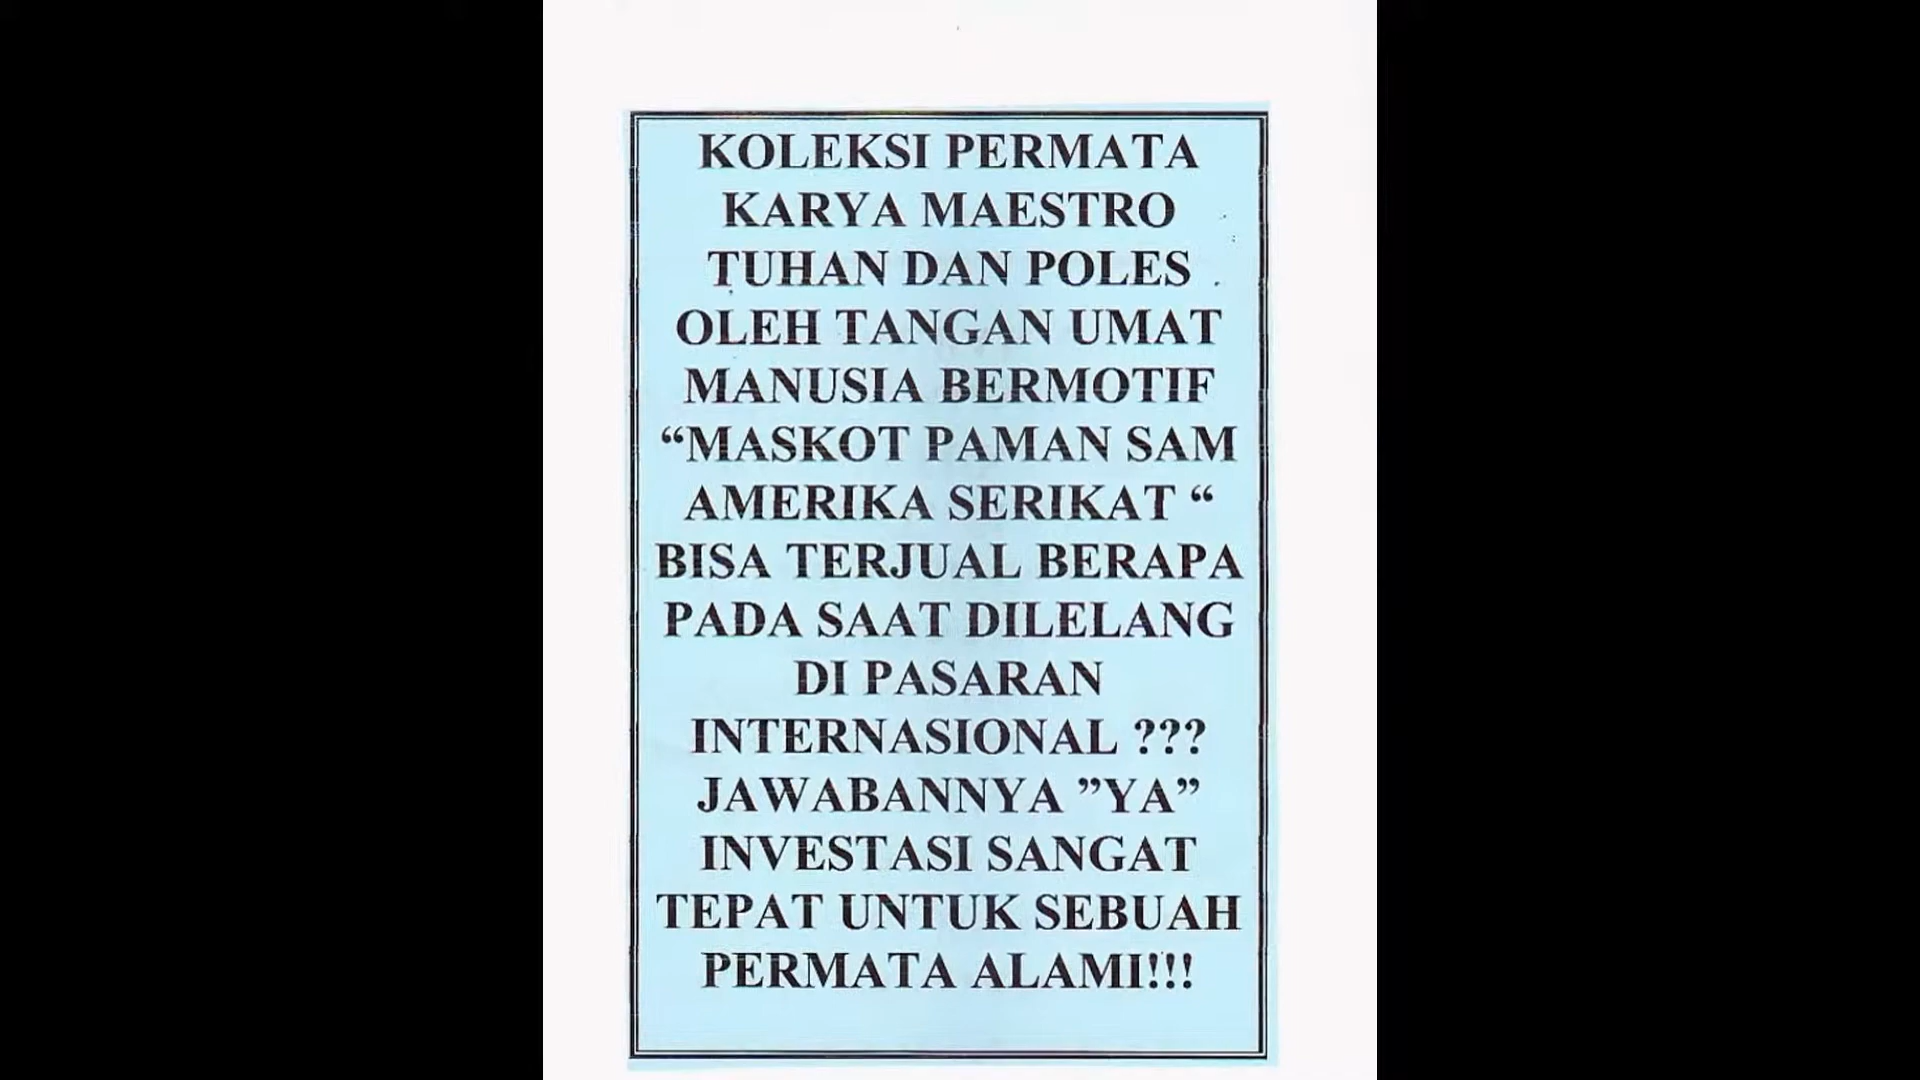 KOLEKSI PERMATA
KARYA MAESTRO
TUHAN DAN POLES
OLEH TANGAN UMAT
MANUSIA BERMOTIF
“MASKOT PAMAN SAM
AMERIKA SERIKAT “
BISA TERJUAL BERAPA
PADA SAAT DILELANG
DI PASARAN
INTERNASIONAL ???
JAWABANNYA ”YA”
INVESTASI SANGAT
TEPAT UNTUK SEBUAH
PERMATA ALAMI!!!